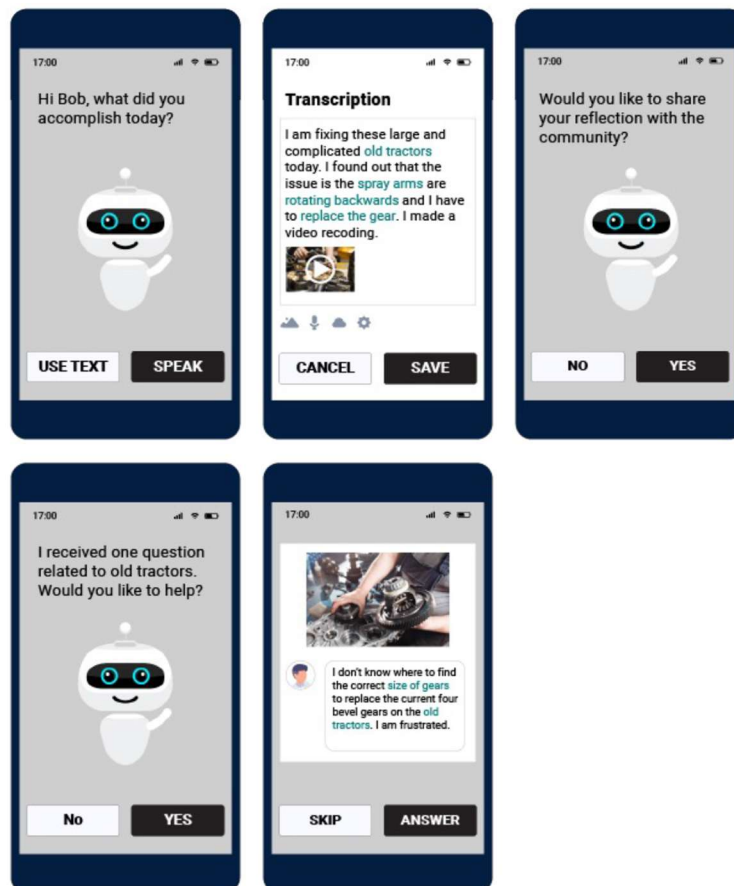 17:00
Hi Bob, what did you
accomplish today?
USE TEXT
SPEAK
17:00
Transcription
I am fixing these large and
complicated old tractors
today. I found out that the
issue is the spray arms are
rotating backwards and I have
to replace the gear. I made a
video recoding.
CANCEL
SAVE
17:00
Would you like to share
your reflection with the
community?
NO
YES
17:00
I received one question
related to old tractors.
Would you like to help?
No
YES
17:00
I don't know where to find
the correct size of gears
to replace the current four
bevel gears on the old
tractors. I am frustrated.
SKIP
ANSWER